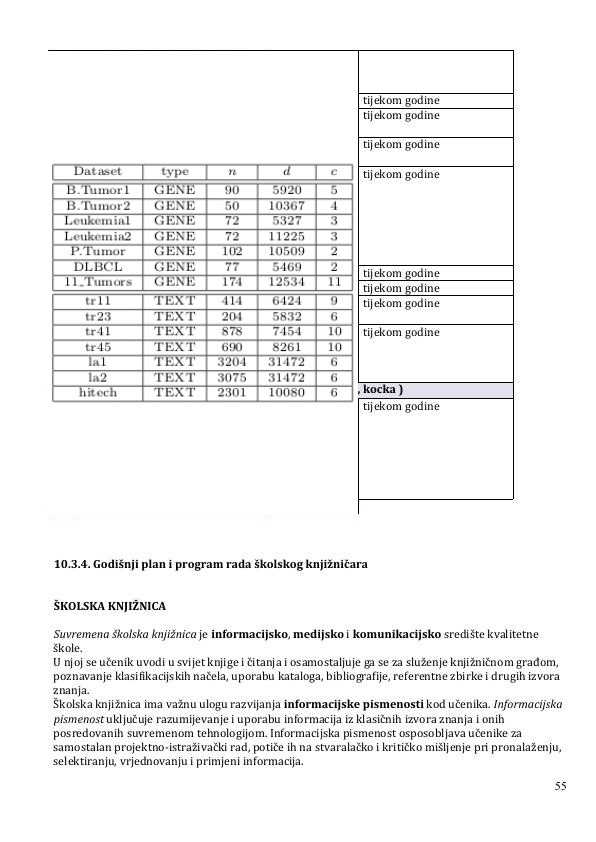 tijekom godine
tijekom godine
tijekom godine
tijekom godine
Dataset type n d c
B.Tumor1 GENE 90 5920 5
B.Tumor2 GENE 50 10367 4
Leukemia1 GENE 72 5327 3
Leukemia2 GENE 72 11225 3
P.Tumor GENE 102 10509 2
DLBCL GENE 77 5469 2
11_Tumors GENE 174 12534 11
tr11 TEXT 414 6424 9
tr23 TEXT 204 5832 6
tr41 TEXT 878 7454 10
tr45 TEXT 690 8261 10
la1 TEXT 3204 31472 6
la2 TEXT 3075 31472 6
hitech TEXT 2301 10080 6
tijekom godine
tijekom godine
tijekom godine
tijekom godine
, kocka )
tijekom godine
10.3.4. Godišnji plan i program rada školskog knjižničara
ŠKOLSKA KNJIŽNICA
Suvremena školska knjižnica je informacijsko, medijsko i komunikacijsko središte kvalitetne
škole.
U njoj se učenik uvodi u svijet knjige i čitanja i osamostaljuje ga se za služenje knjižničnom građom,
poznavanje klasifikacijskih načela, uporabu kataloga, bibliografije, referentne zbirke i drugih izvora
znanja.
Školska knjižnica ima važnu ulogu razvijanja informacijske pismenosti kod učenika. Informacijska
pismenost uključuje razumijevanje i uporabu informacija iz klasičnih izvora znanja i onih
posredovanih suvremenom tehnologijom. Informacijska pismenost osposobljava učenike za
samostalan projektno-istraživački rad, potiče ih na stvaralačko i kritičko mišljenje pri pronalaženju,
selektiranju, vrjednovanju i primjeni informacija.
55